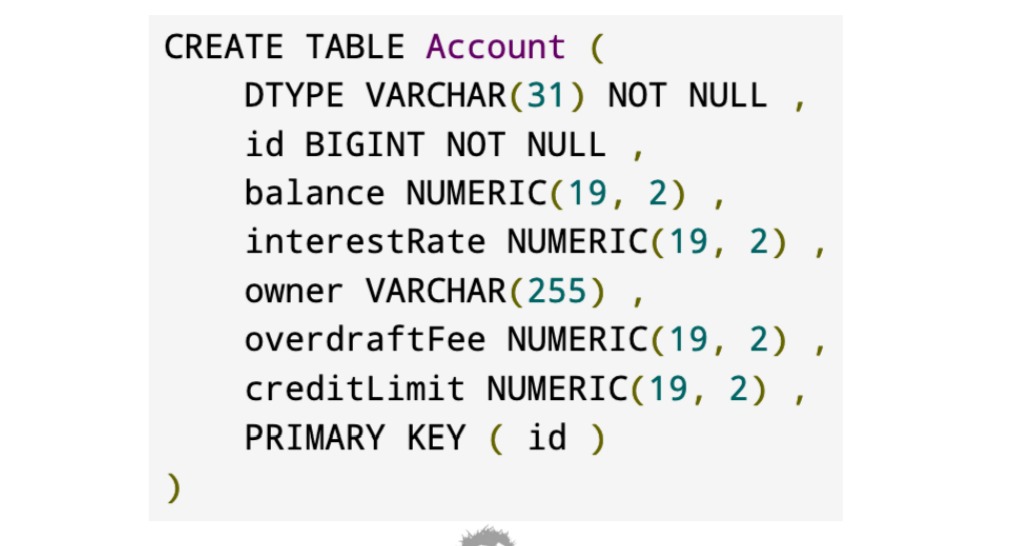 CREATE TABLE Account (
DTYPE VARCHAR(31) NOT NULL ,
id BIGINT NOT NULL ,
balance NUMERIC(19, 2) ,
interestRate NUMERIC(19, 2) ,
owner VARCHAR(255) ,
overdraftFee NUMERIC(19, 2) ,
creditLimit NUMERIC(19, 2) ,
PRIMARY KEY ( id )
)